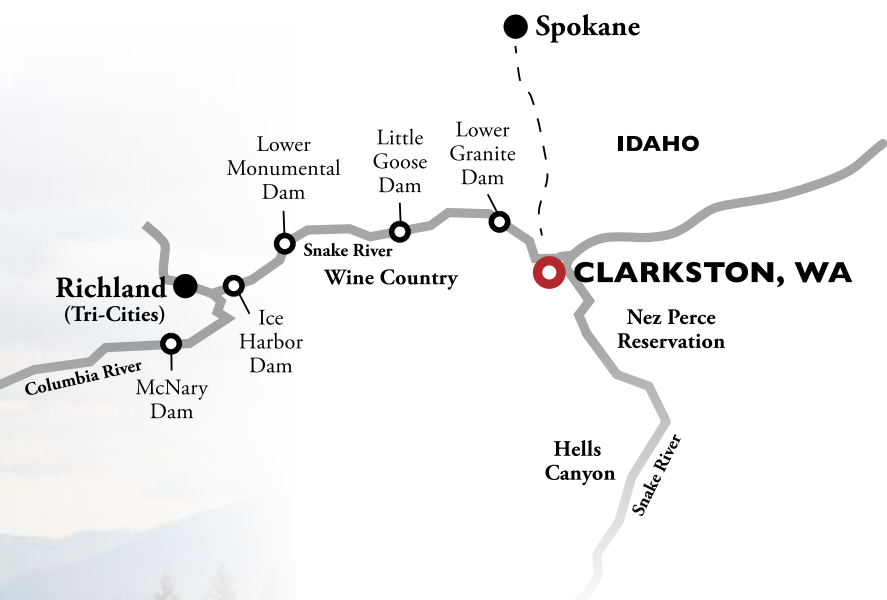 Spokane
IDAHO
Lower
Monumental
Dam
Little
Goose
Dam
Lower
Granite
Dam
Snake River
Wine Country
CLARKSTON, WA
Richland
(Tri-Cities)
Ice
Harbor
Dam
Nez Perce
Reservation
Columbia River
McNary
Dam
Hells
Canyon
Snake River